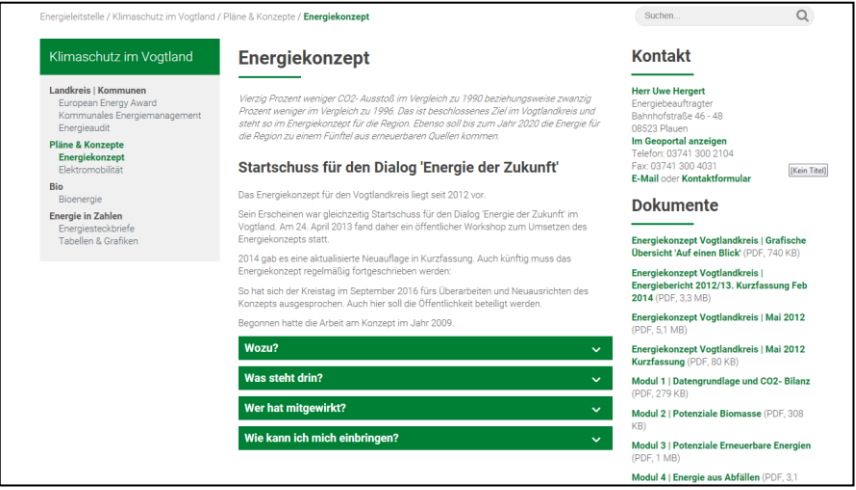 Energieleitstelle / Klimaschutz im Vogtland / Pläne & Konzepte / Energiekonzept
Suchen...
Klimaschutz im Vogtland
Landkreis | Kommunen
European Energy Award
Kommunales Energiemanagement
Energieaudit
Pläne & Konzepte
Energiekonzept
Elektromobilität
Bio
Bioenergie
Energie in Zahlen
Energiesteckbriefe
Tabellen & Grafiken
Energiekonzept
Vierzig Prozent weniger CO2- Ausstoß im Vergleich zu 1990 beziehungsweise zwanzig
Prozent weniger im Vergleich zu 1996. Das ist beschlossenes Ziel im Vogtlandkreis und
steht so im Energiekonzept für die Region. Ebenso soll bis zum Jahr 2020 die Energie für
die Region zu einem Fünftel aus erneuerbaren Quellen kommen.
Startschuss für den Dialog 'Energie der Zukunft'
Das Energiekonzept für den Vogtlandkreis liegt seit 2012 vor.
Sein Erscheinen war gleichzeitig Startschuss für den Dialog 'Energie der Zukunft' im
Vogtland. Am 24. April 2013 fand daher ein öffentlicher Workshop zum Umsetzen des
Energiekonzepts statt.
2014 gab es eine aktualisierte Neuauflage in Kurzfassung. Auch künftig muss das
Energiekonzept regelmäßig fortgeschrieben werden:
So hat sich der Kreistag im September 2016 fürs Überarbeiten und Neuausrichten des
Konzepts ausgesprochen. Auch hier soll die Öffentlichkeit beteiligt werden.
Begonnen hatte die Arbeit am Konzept im Jahr 2009.
Wozu?
Was steht drin?
Wer hat mitgewirkt?
Wie kann ich mich einbringen?
Kontakt
Herr Uwe Hergert
Energiebeauftragter
Bahnhofstraße 46 - 48
08523 Plauen
Im Geoportal anzeigen
Telefon: 03741 300 2104
Fax: 03741 300 4031
E-Mail oder Kontaktformular
[Kein Titel]
Dokumente
Energiekonzept Vogtlandkreis | Grafische
Übersicht 'Auf einen Blick' (PDF, 740 KB)
Energiekonzept Vogtlandkreis |
Energiebericht 2012/13. Kurzfassung Feb
2014 (PDF, 3,3 MB)
Energiekonzept Vogtlandkreis | Mai 2012
(PDF, 5,1 MB)
Energiekonzept Vogtlandkreis | Mai 2012
Kurzfassung (PDF, 80 KB)
Modul 1 | Datengrundlage und CO2- Bilanz
(PDF, 279 KB)
Modul 2 | Potenziale Biomasse (PDF, 308
KB)
Modul 3 | Potenziale Erneuerbare Energien
(PDF, 1 MB)
Modul 4 | Energie aus Abfällen (PDF, 3,1